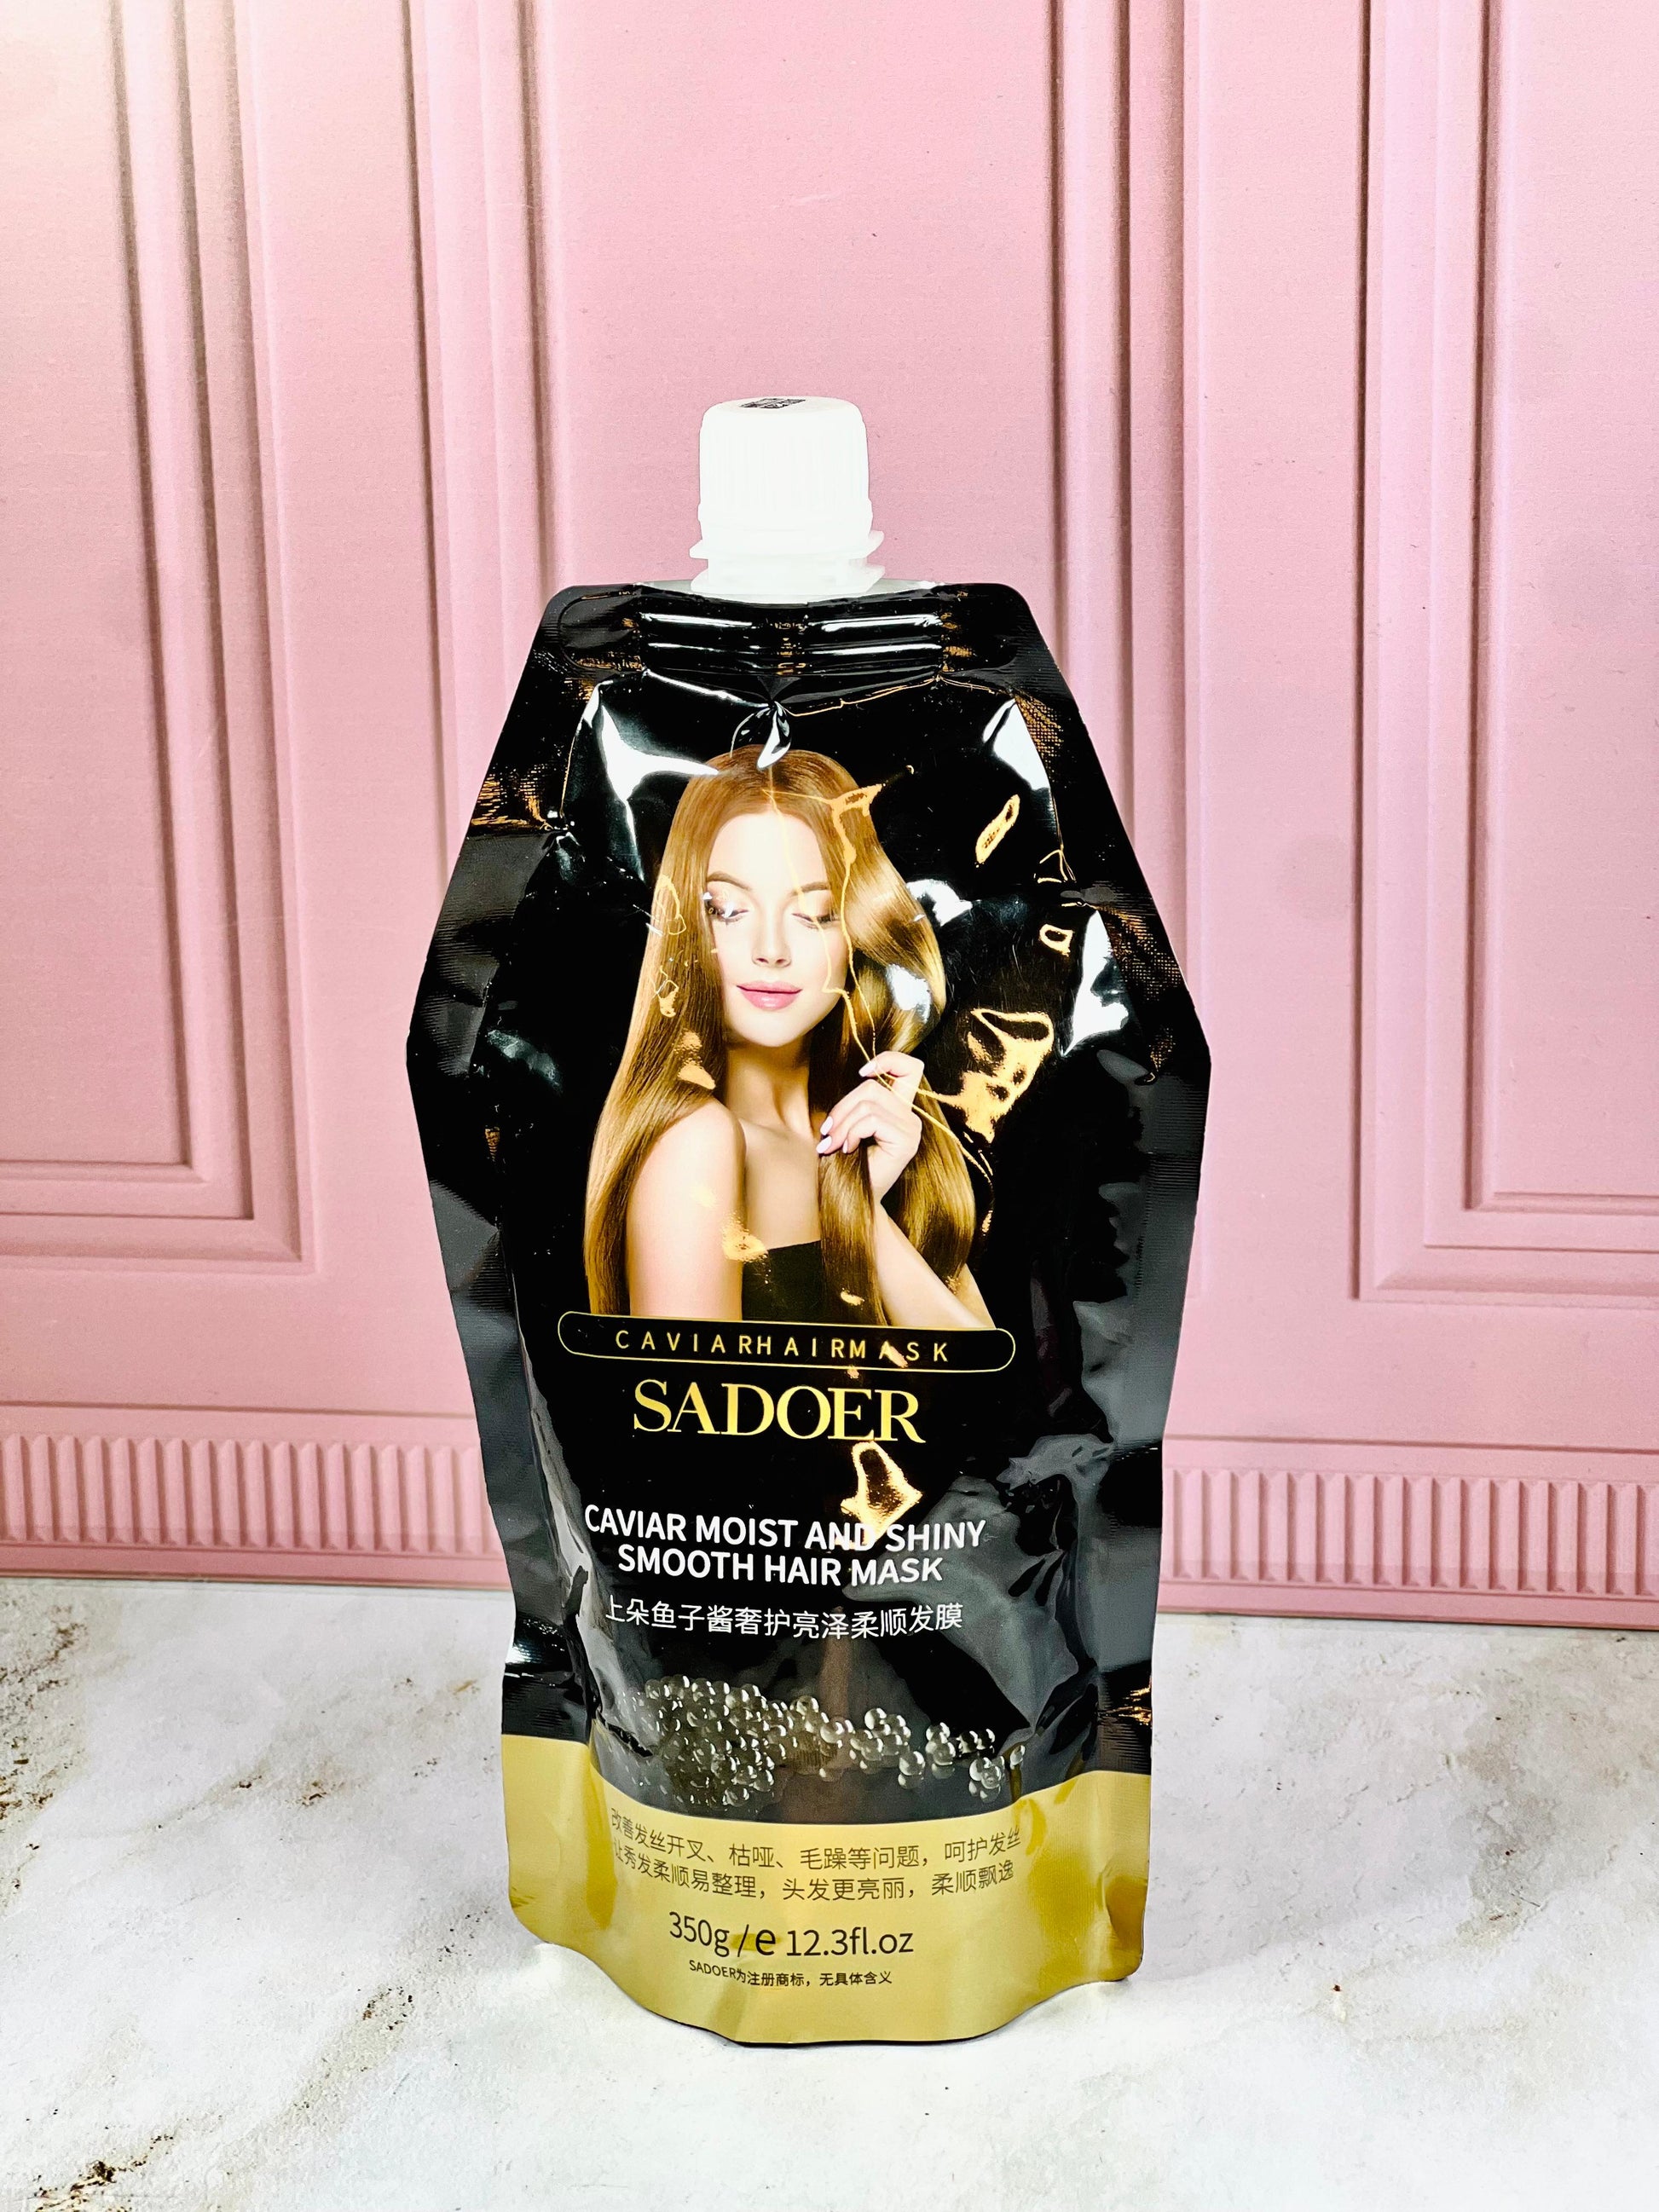 CAVIARHAIRMASK
SADOER
CAVIAR MOIST AND SHINY
SMOOTH HAIR MASK
上朵鱼子酱奢护亮泽柔顺发膜
改善发丝开叉、枯哑、毛躁等问题，呵护发丝
让秀发柔顺易整理，头发更亮丽，柔顺飘逸
350g / e 12.3fl.oz
SADOER为注册商标，无具体含义